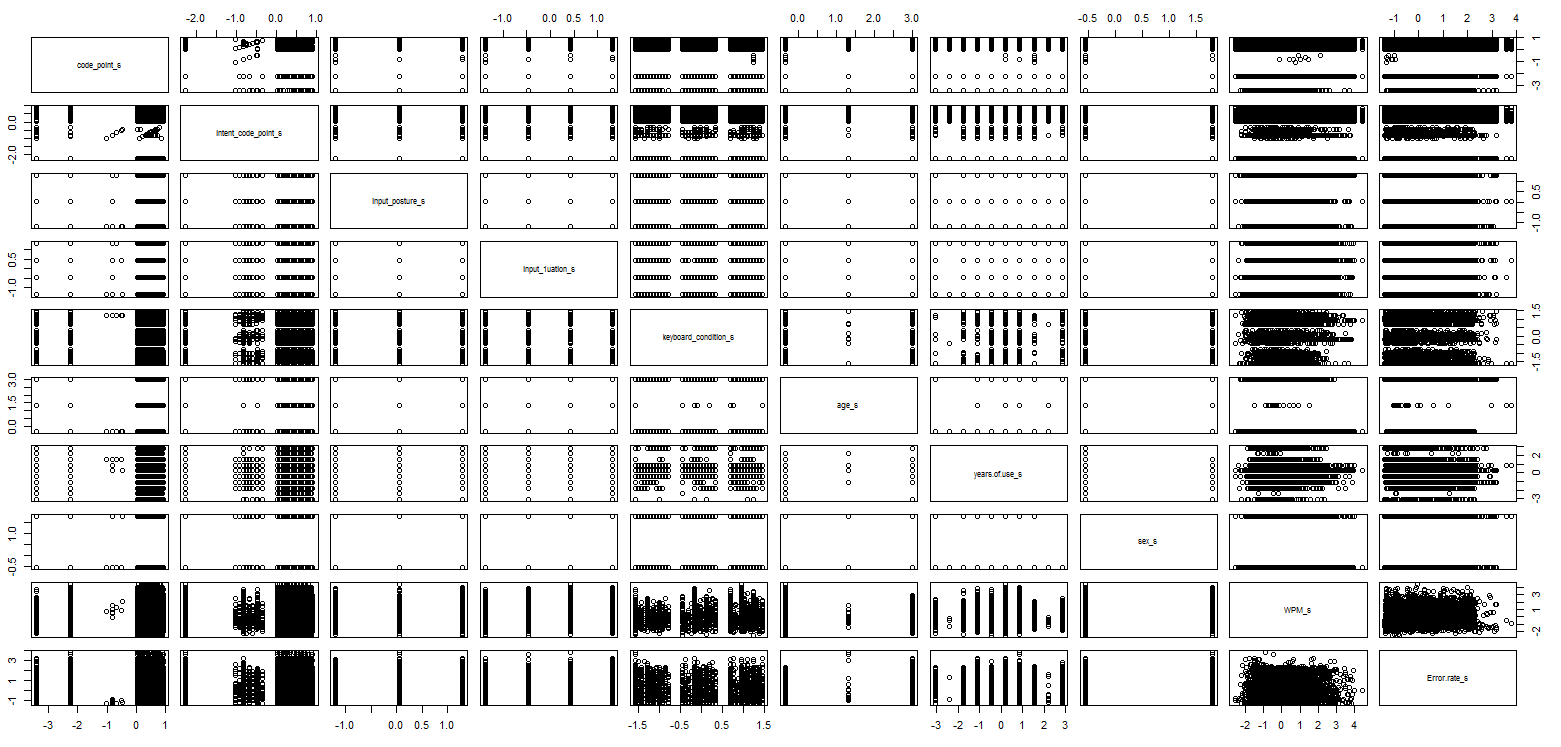 -2.0 -1.0 0.0 1.0 -1.0 0.0 0.5 1.0 0.0 1.0 2.0 3.0 -0.5 0.5 1.5 -1 0 1 2 3 4
code_point_s
-3 -1 1
0.0 -2.0
Intent_code_point_s
Input_posture_s
-1.0 0.5
0.5 -1.0
Input_1uation_s
keyboard_condition_s
-1.5 0.0 1.5
3.0 1.5 0.0
age_s
years.of.use_s
-3 0 2
1.0 -0.5
sex_s
WPM_s
-2 0 1 3
3 1 -1
Error.rate_s
-3 -2 -1 0 1 -1.0 0.0 0.5 1.0 -1.5 -0.5 0.5 1.5 -3 -2 -1 0 1 2 3 -2 -1 0 1 2 3 4